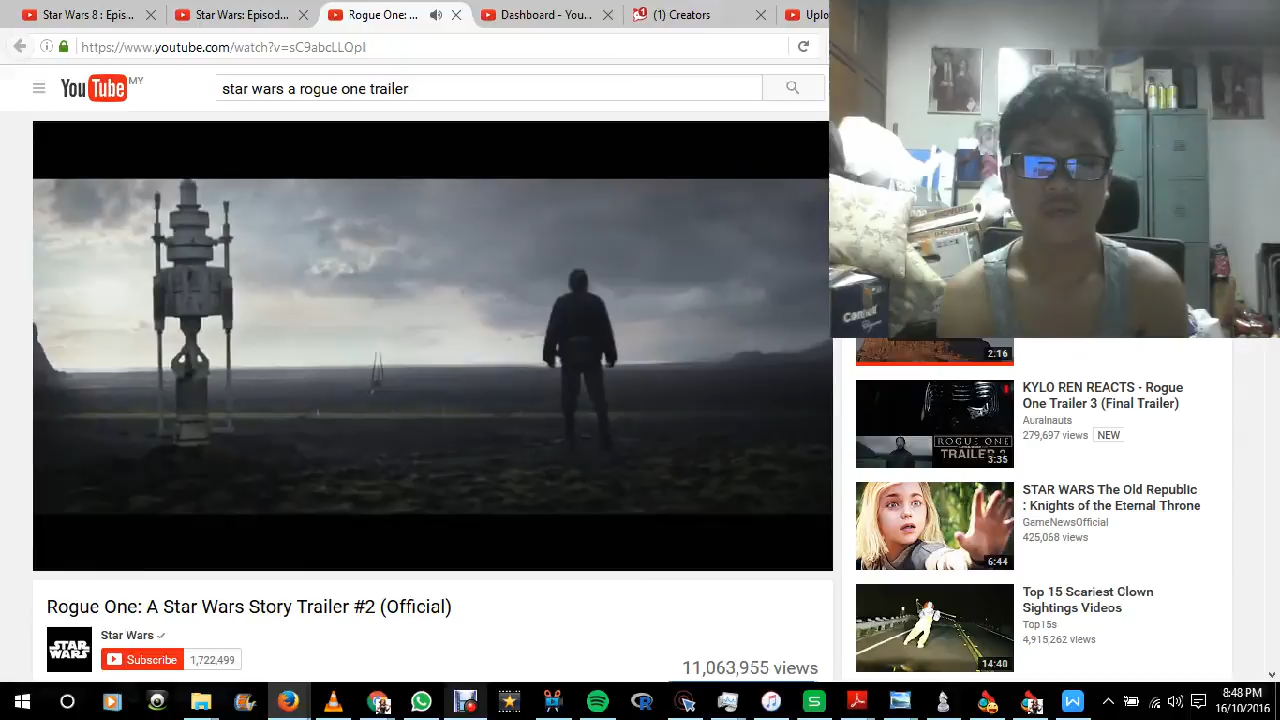 Star Wars 8 : Episod...
Star Wars: Episod...
Rogue One: ...
Dashboard - You...
(1) Creators
Uplo
https://www.youtube.com/watch?v=sC9abcLLQpI
YouTube MY
star wars a rogue one trailer
2:16
KYLO REN REACTS - Rogue
One Trailer 3 (Final Trailer)
Auralnauts
279,697 views NEW
ROGUE ONE
TRAILER
3:35
STAR WARS The Old Republic
: Knights of the Eternal Throne
GameNewsOfficial
425,068 views
6:44
Top 15 Scariest Clown
Sightings Videos
Top15s
4,915,262 views
14:40
Rogue One: A Star Wars Story Trailer #2 (Official)
STAR
WARS
Star Wars
Subscribe 1,722,499
11,063,955 views
8:48 PM
16/10/2016